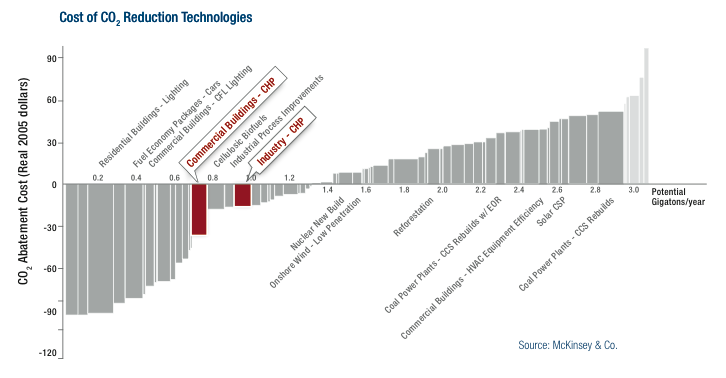 Cost of CO2 Reduction Technologies
CO2 Abatement Cost (Real 2005 dollars)
90
60
30
0
-30
-60
-90
-120
Residential Buildings - Lighting
Fuel Economy Packages - Cars
Commercial Buildings - CFL Lighting
Commercial Buildings - CHP
Cellulosic Biofuels
Industrial Process Improvements
Industry - CHP
0.2
0.4
0.6
0.8
1.0
1.2
1.4
1.6
1.8
2.0
2.2
2.4
2.6
2.8
3.0
Potential
Gigatons/year
Nuclear New Build
Onshore Wind - Low Penetration
Reforestation
Coal Power Plants - CCS Rebuilds w/ EOR
Commercial Buildings - HVAC Equipment Efficiency
Solar CSP
Coal Power Plants - CCS Rebuilds
Source: McKinsey & Co.